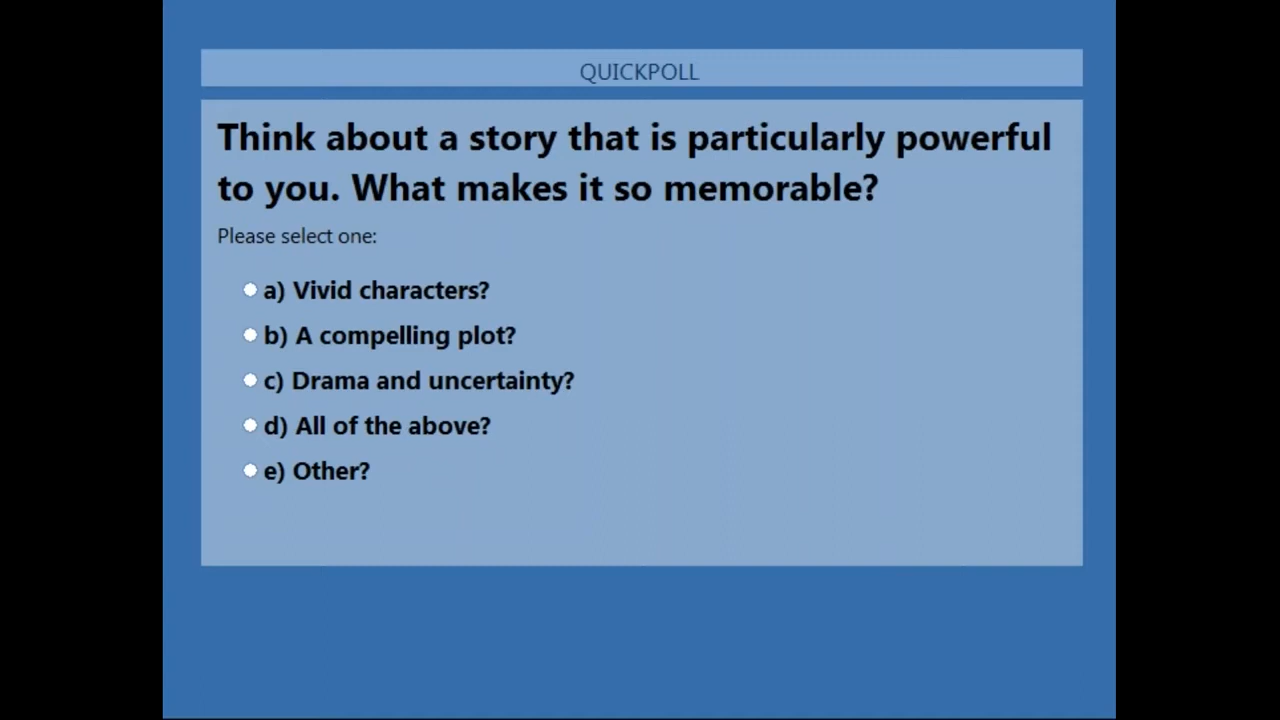 QUICKPOLL
Think about a story that is particularly powerful
to you. What makes it so memorable?
Please select one:
a) Vivid characters?
b) A compelling plot?
c) Drama and uncertainty?
d) All of the above?
e) Other?